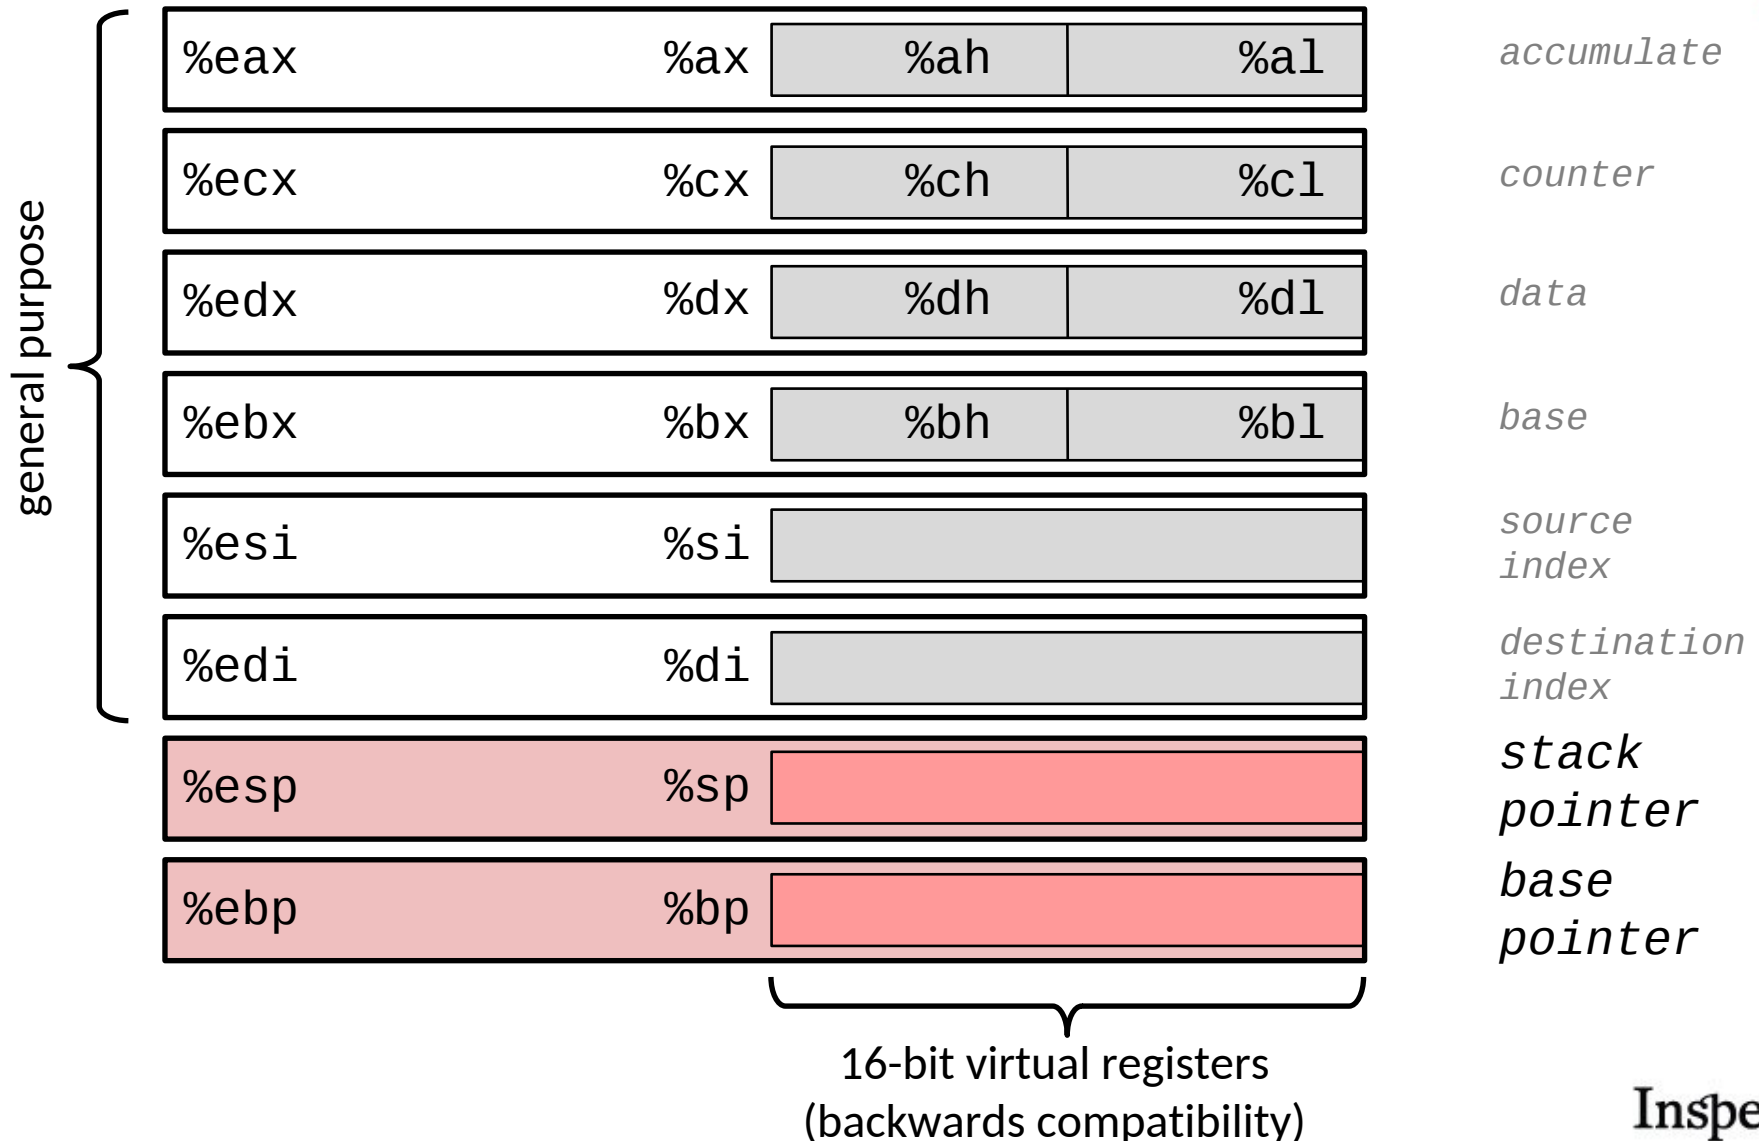 general purpose
%eax %ax %ah %al accumulate
%ecx %cx %ch %cl counter
%edx %dx %dh %dl data
%ebx %bx %bh %bl base
%esi %si source
index
%edi %di destination
index
%esp %sp stack
pointer
%ebp %bp base
pointer
16-bit virtual registers
(backwards compatibility)
Inspe